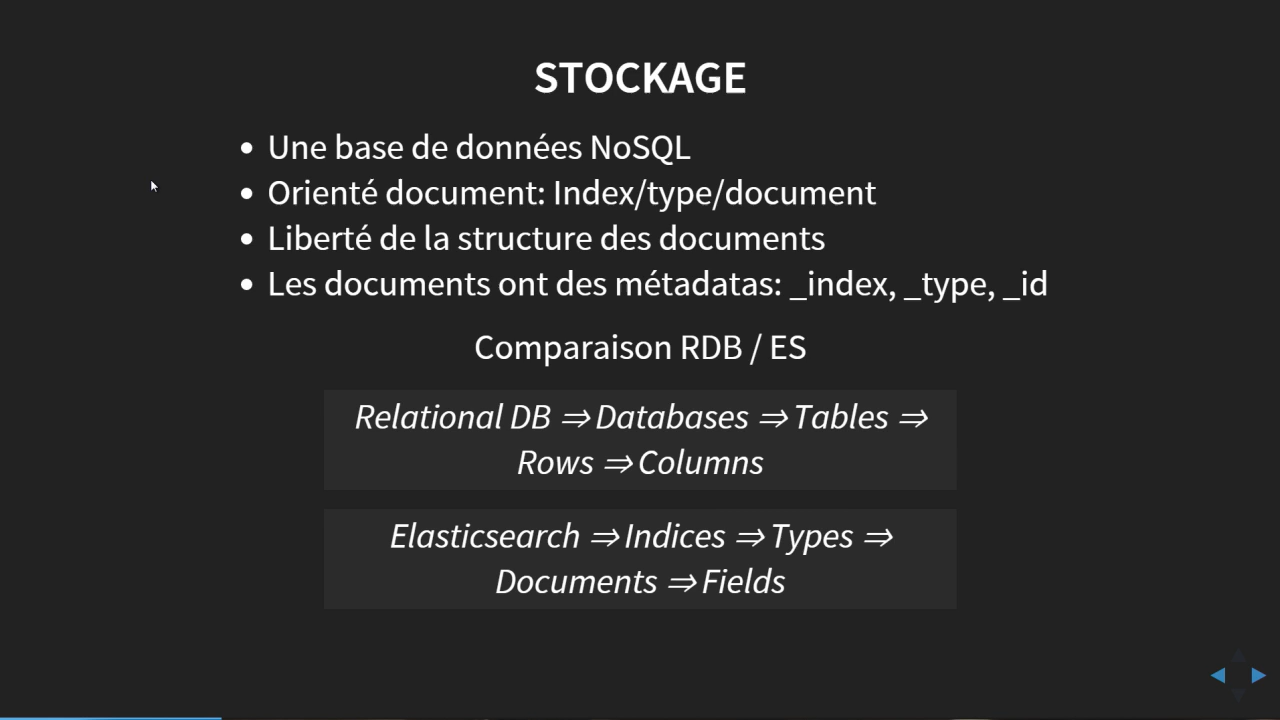 STOCKAGE
• Une base de données NoSQL
• Orienté document: Index/type/document
• Liberté de la structure des documents
• Les documents ont des métadatas: _index, _type, _id
Comparaison RDB / ES
Relational DB ⇒ Databases ⇒ Tables ⇒
Rows ⇒ Columns
Elasticsearch ⇒ Indices ⇒ Types ⇒
Documents ⇒ Fields